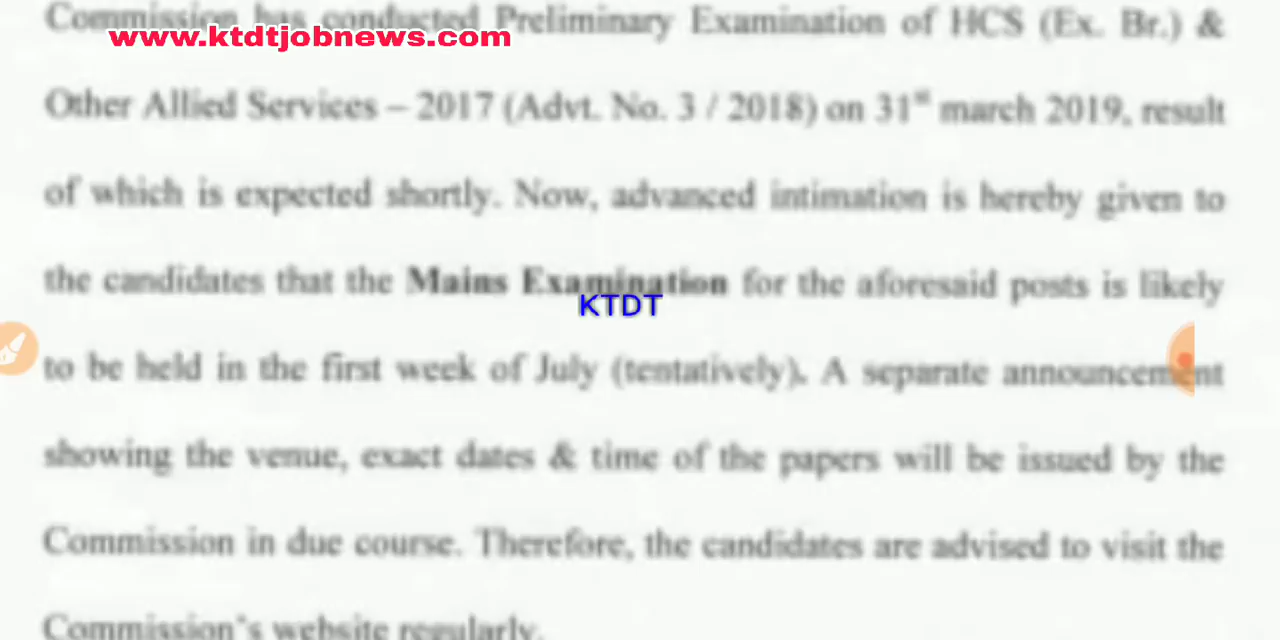 Commission has conducted Preliminary Examination of HCS (Ex. Br.) &
www.ktdtjobnews.com
Other Allied Services – 2017 (Advt. No. 3 / 2018) on 31st march 2019, result
of which is expected shortly. Now, advanced intimation is hereby given to
the candidates that the Mains Examination for the aforesaid posts is likely
KTDT
to be held in the first week of July (tentatively). A separate announcement
showing the venue, exact dates & time of the papers will be issued by the
Commission in due course. Therefore, the candidates are advised to visit the
Commission's website regularly.